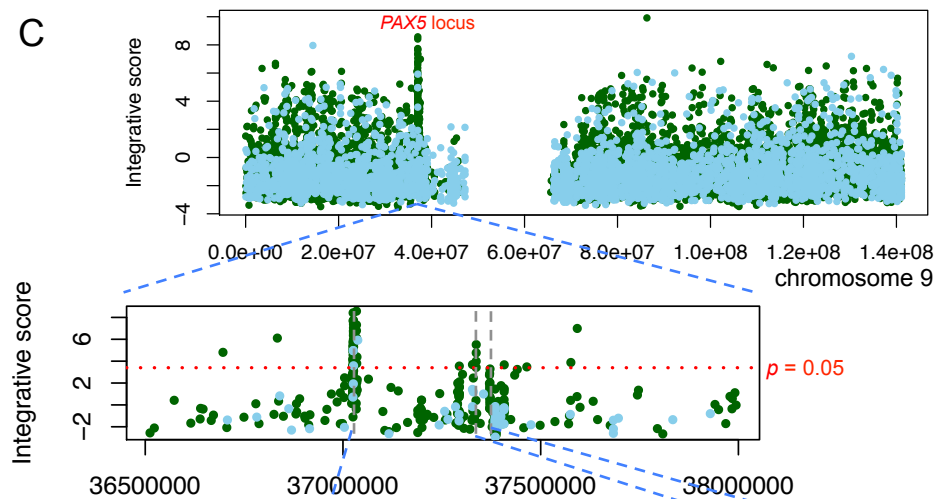 C
PAX5 locus
Integrative score
8
4
0
−4
0.0e+00 2.0e+07 4.0e+07 6.0e+07 8.0e+07 1.0e+08 1.2e+08 1.4e+08
chromosome 9
Integrative score
6
2
−2
p = 0.05
36500000 37000000 37500000 38000000